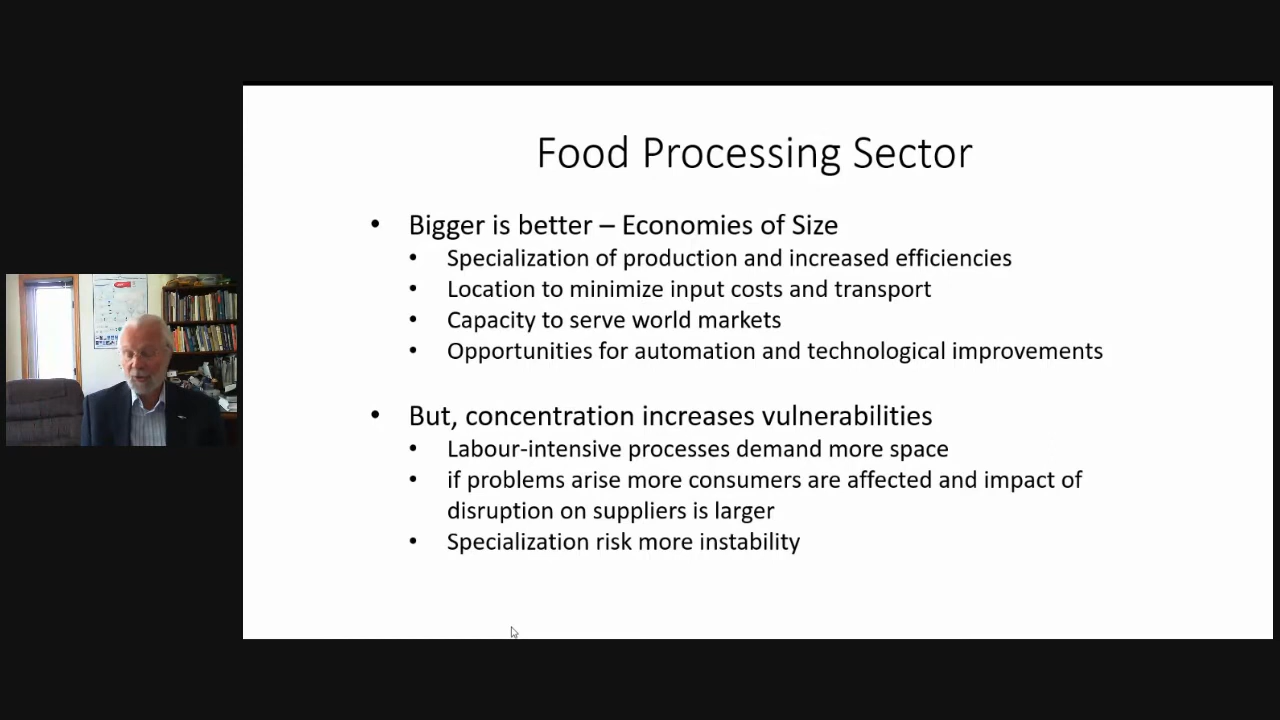 Food Processing Sector
• Bigger is better – Economies of Size
• Specialization of production and increased efficiencies
• Location to minimize input costs and transport
• Capacity to serve world markets
• Opportunities for automation and technological improvements
• But, concentration increases vulnerabilities
• Labour-intensive processes demand more space
• if problems arise more consumers are affected and impact of
disruption on suppliers is larger
• Specialization risk more instability